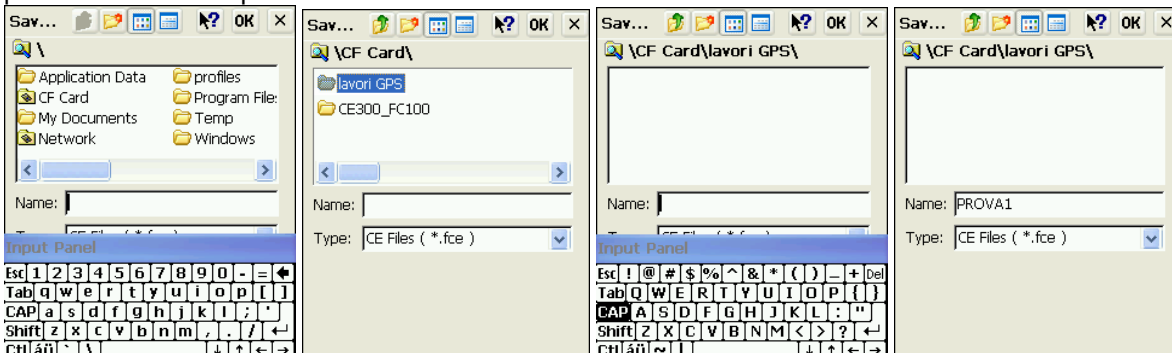 Sav... ? OK ×
\
Application Data profiles
CF Card Program File
My Documents Temp
Network Windows
Name:
Input Panel
Esc 1 2 3 4 5 6 7 8 9 0 - =
Tab q w e r t y u i o p [ ]
CAP a s d f g h j k l ; '
Shift z x c v b n m , . /
Ctl áü ` \
Sav... ? OK ×
\CF Card\
lavori GPS
CE300_FC100
Name:
Type: CE Files ( *.fce )
Sav... ? OK ×
\CF Card\lavori GPS\
Name:
Input Panel
Esc ! @ # $ % ^ & * ( ) _ + Del
Tab Q W E R T Y U I O P { }
CAP A S D F G H J K L : "
Shift Z X C V B N M < > ?
Ctl áü ~ |
Sav... ? OK ×
\CF Card\lavori GPS\
Name: PROVA1
Type: CE Files ( *.fce )